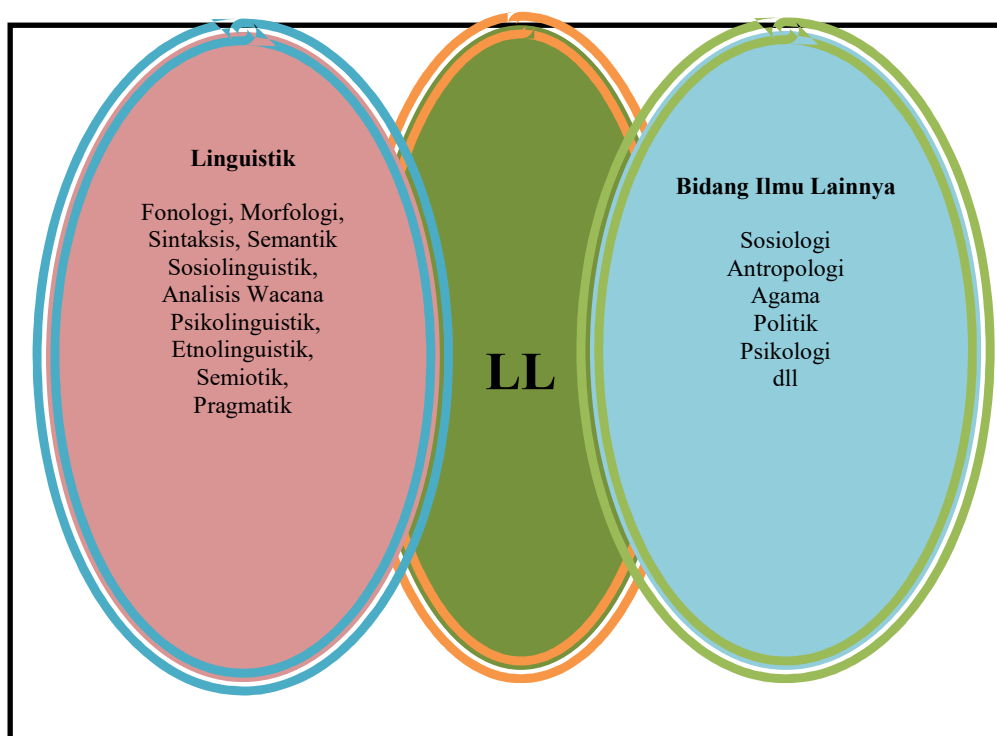 Linguistik
Fonologi, Morfologi,
Sintaksis, Semantik
Sosiolinguistik,
Analisis Wacana
Psikolinguistik,
Etnolinguistik,
Semiotik,
Pragmatik
LL
Bidang Ilmu Lainnya
Sosiologi
Antropologi
Agama
Politik
Psikologi
dll